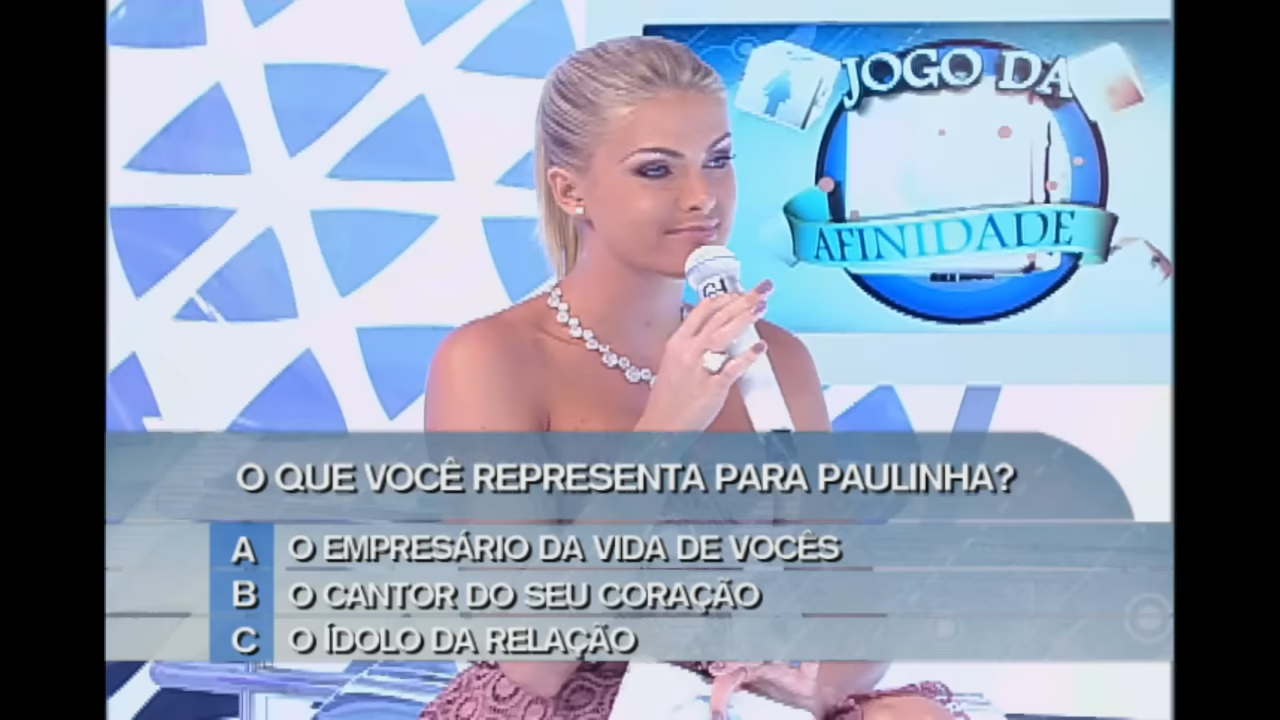 JOGO DA
AFINIDADE
O QUE VOCÊ REPRESENTA PARA PAULINHA?
A O EMPRESÁRIO DA VIDA DE VOCÊS
B O CANTOR DO SEU CORAÇÃO
C O ÍDOLO DA RELAÇÃO